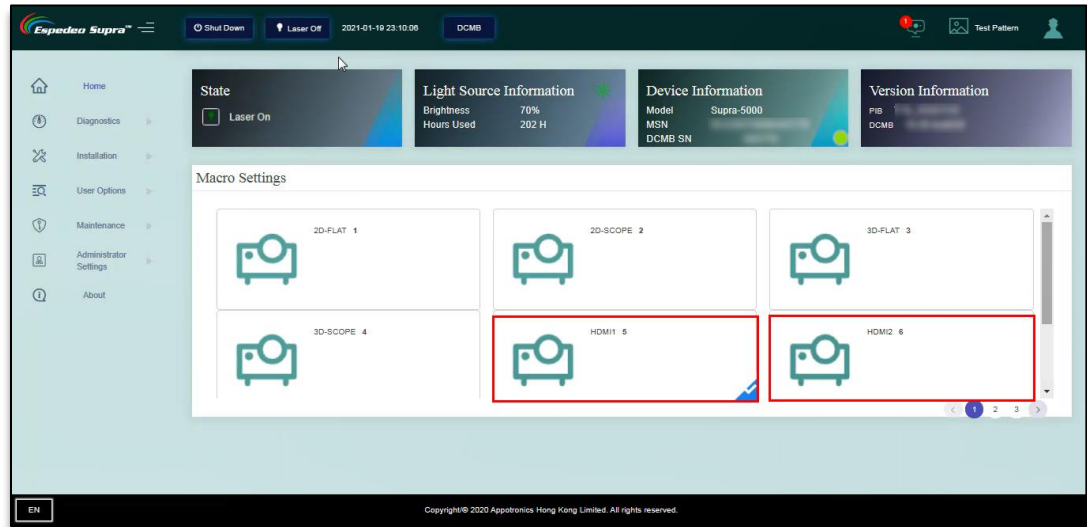 Espedeo Supra™
Shut Down
Laser Off
2021-01-19 23:10:06
DCMB
1
Test Pattern
Home
Diagnostics
Installation
User Options
Maintenance
Administrator
Settings
About
State
Laser On
Light Source Information
Brightness 70%
Hours Used 202 H
Device Information
Model Supra-5000
MSN
DCMB SN
Version Information
PIB
DCMB
Macro Settings
2D-FLAT 1
2D-SCOPE 2
3D-FLAT 3
3D-SCOPE 4
HDMI1 5
HDMI2 6
< 1 2 3 >
EN
Copyright/© 2020 Appotronics Hong Kong Limited. All rights reserved.